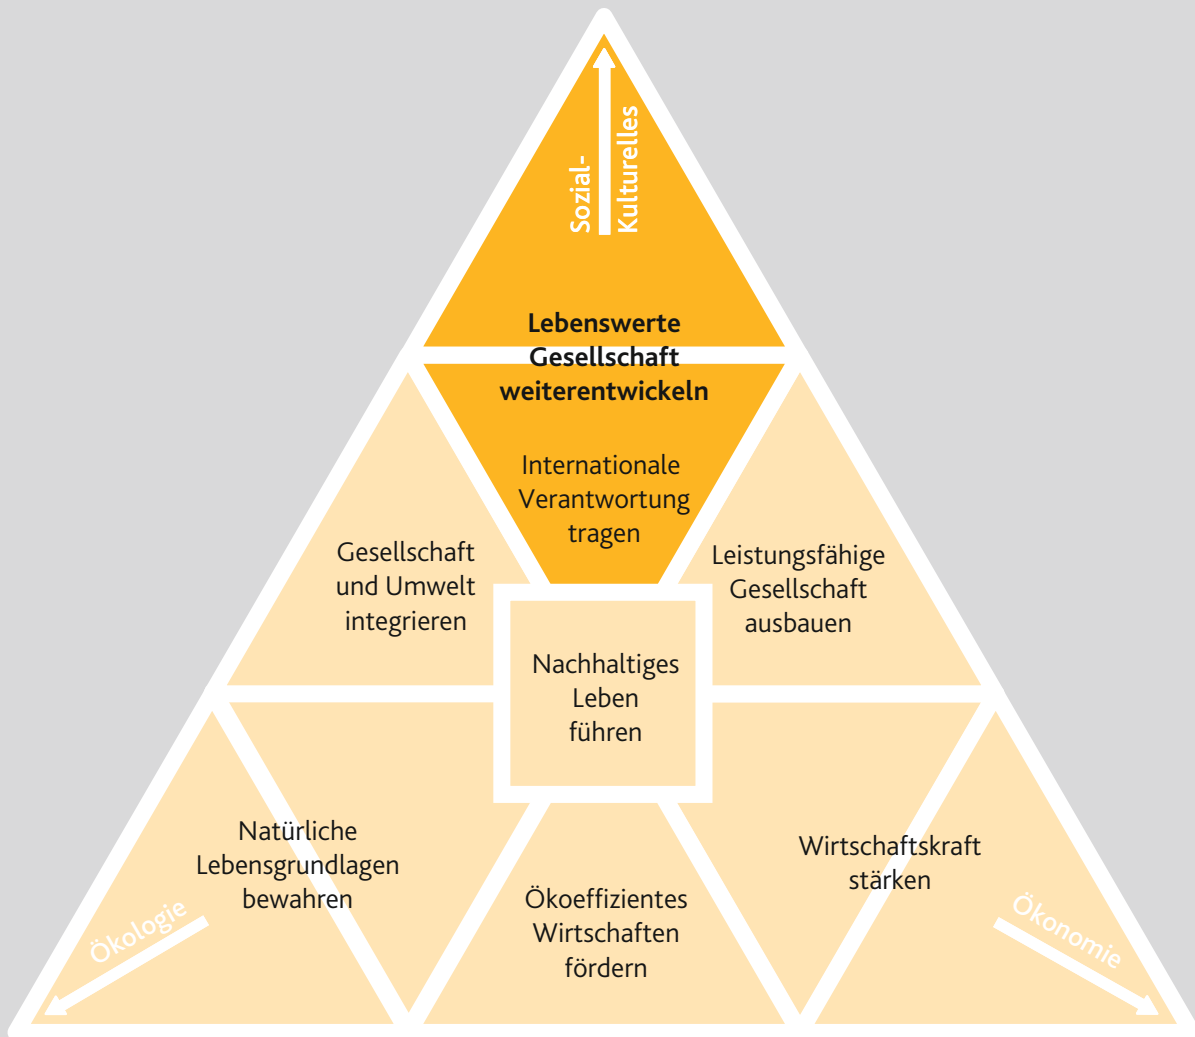 Sozial-
Kulturelles
Lebenswerte
Gesellschaft
weiterentwickeln
Internationale
Verantwortung
tragen
Gesellschaft
und Umwelt
integrieren
Leistungsfähige
Gesellschaft
ausbauen
Nachhaltiges
Leben
führen
Natürliche
Lebensgrundlagen
bewahren
Wirtschaftskraft
stärken
Ökoeffizientes
Wirtschaften
fördern
Ökologie
Ökonomie